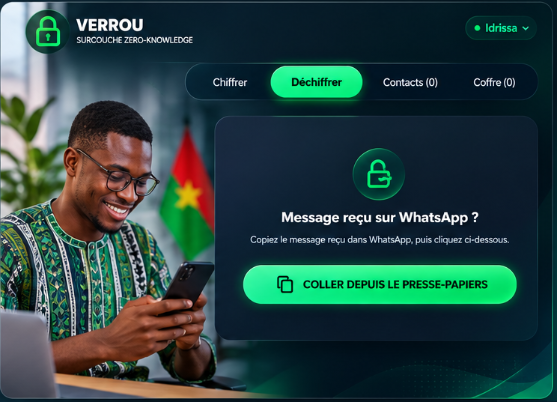 VERROU
SURCOUCHE ZERO-KNOWLEDGE
Idrissa
Chiffrer
Déchiffrer
Contacts (0)
Coffre (0)
Message reçu sur WhatsApp ?
Copiez le message reçu dans WhatsApp, puis cliquez ci-dessous.
COLLER DEPUIS LE PRESSE-PAPIERS